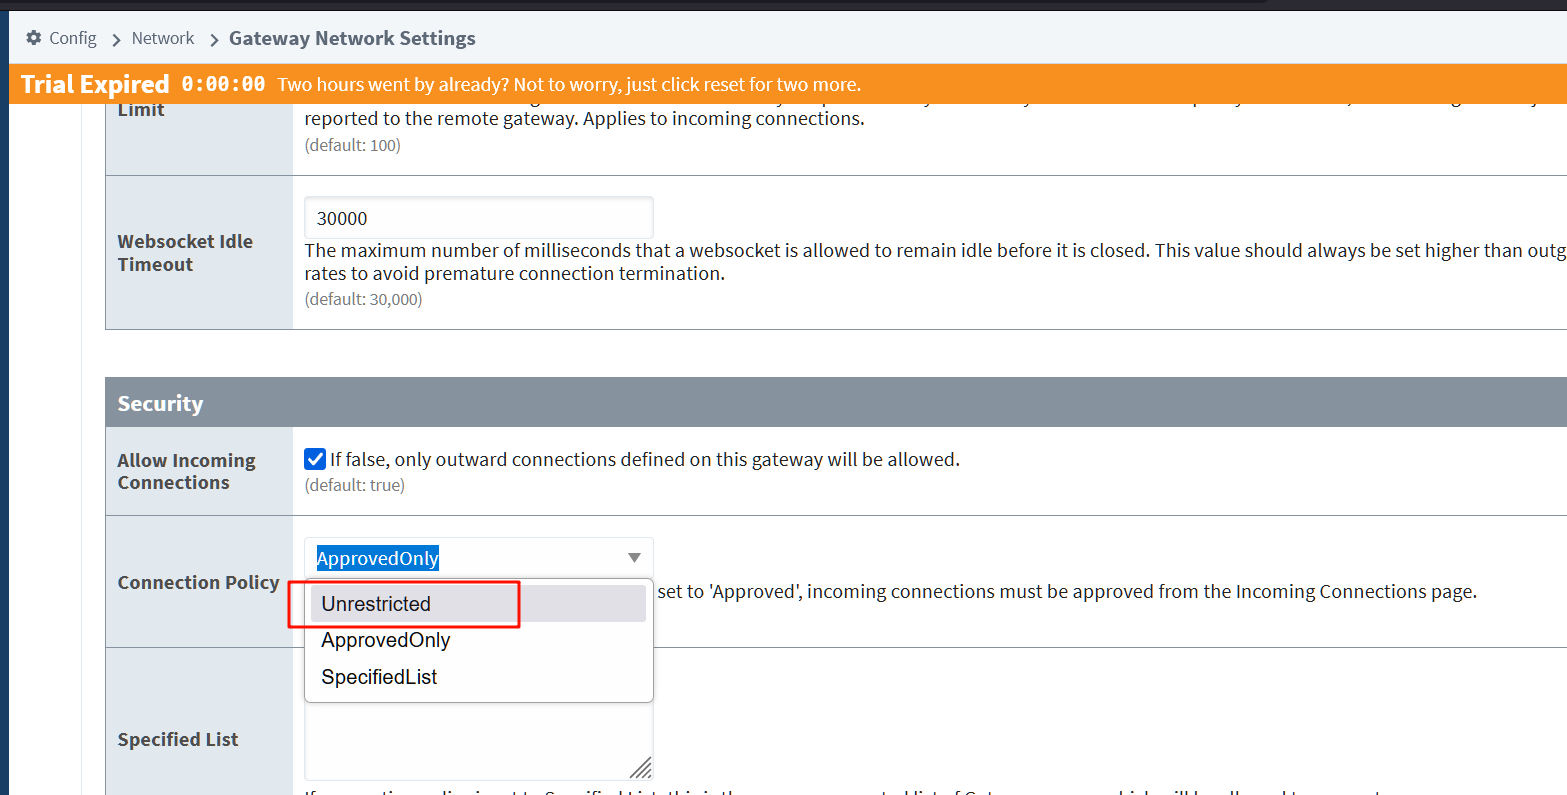 Config > Network > Gateway Network Settings
Trial Expired 0:00:00 Two hours went by already? Not to worry, just click reset for two more.
Limit
reported to the remote gateway. Applies to incoming connections.
(default: 100)
Websocket Idle
Timeout
30000
The maximum number of milliseconds that a websocket is allowed to remain idle before it is closed. This value should always be set higher than outg
rates to avoid premature connection termination.
(default: 30,000)
Security
Allow Incoming
Connections
If false, only outward connections defined on this gateway will be allowed.
(default: true)
Connection Policy
ApprovedOnly
set to 'Approved', incoming connections must be approved from the Incoming Connections page.
Unrestricted
ApprovedOnly
SpecifiedList
Specified List